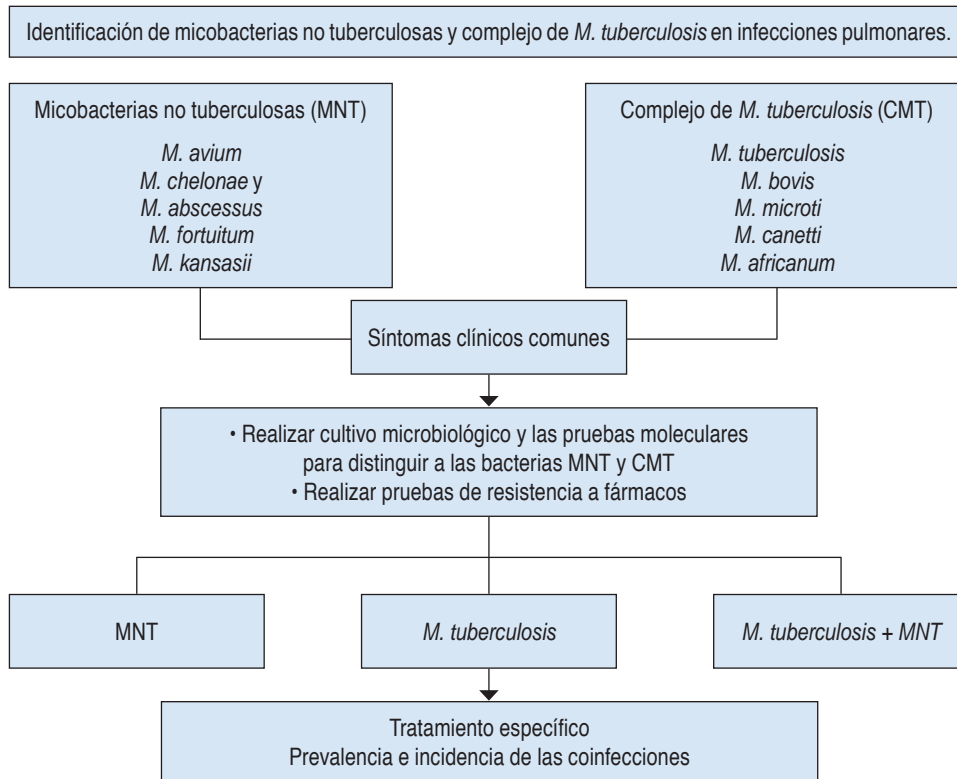 Identificación de micobacterias no tuberculosas y complejo de M. tuberculosis en infecciones pulmonares.
Micobacterias no tuberculosas (MNT)
M. avium
M. chelonae y
M. abscessus
M. fortuitum
M. kansasii
Complejo de M. tuberculosis (CMT)
M. tuberculosis
M. bovis
M. microti
M. canetti
M. africanum
Síntomas clínicos comunes
• Realizar cultivo microbiológico y las pruebas moleculares
para distinguir a las bacterias MNT y CMT
• Realizar pruebas de resistencia a fármacos
MNT
M. tuberculosis
M. tuberculosis + MNT
Tratamiento específico
Prevalencia e incidencia de las coinfecciones